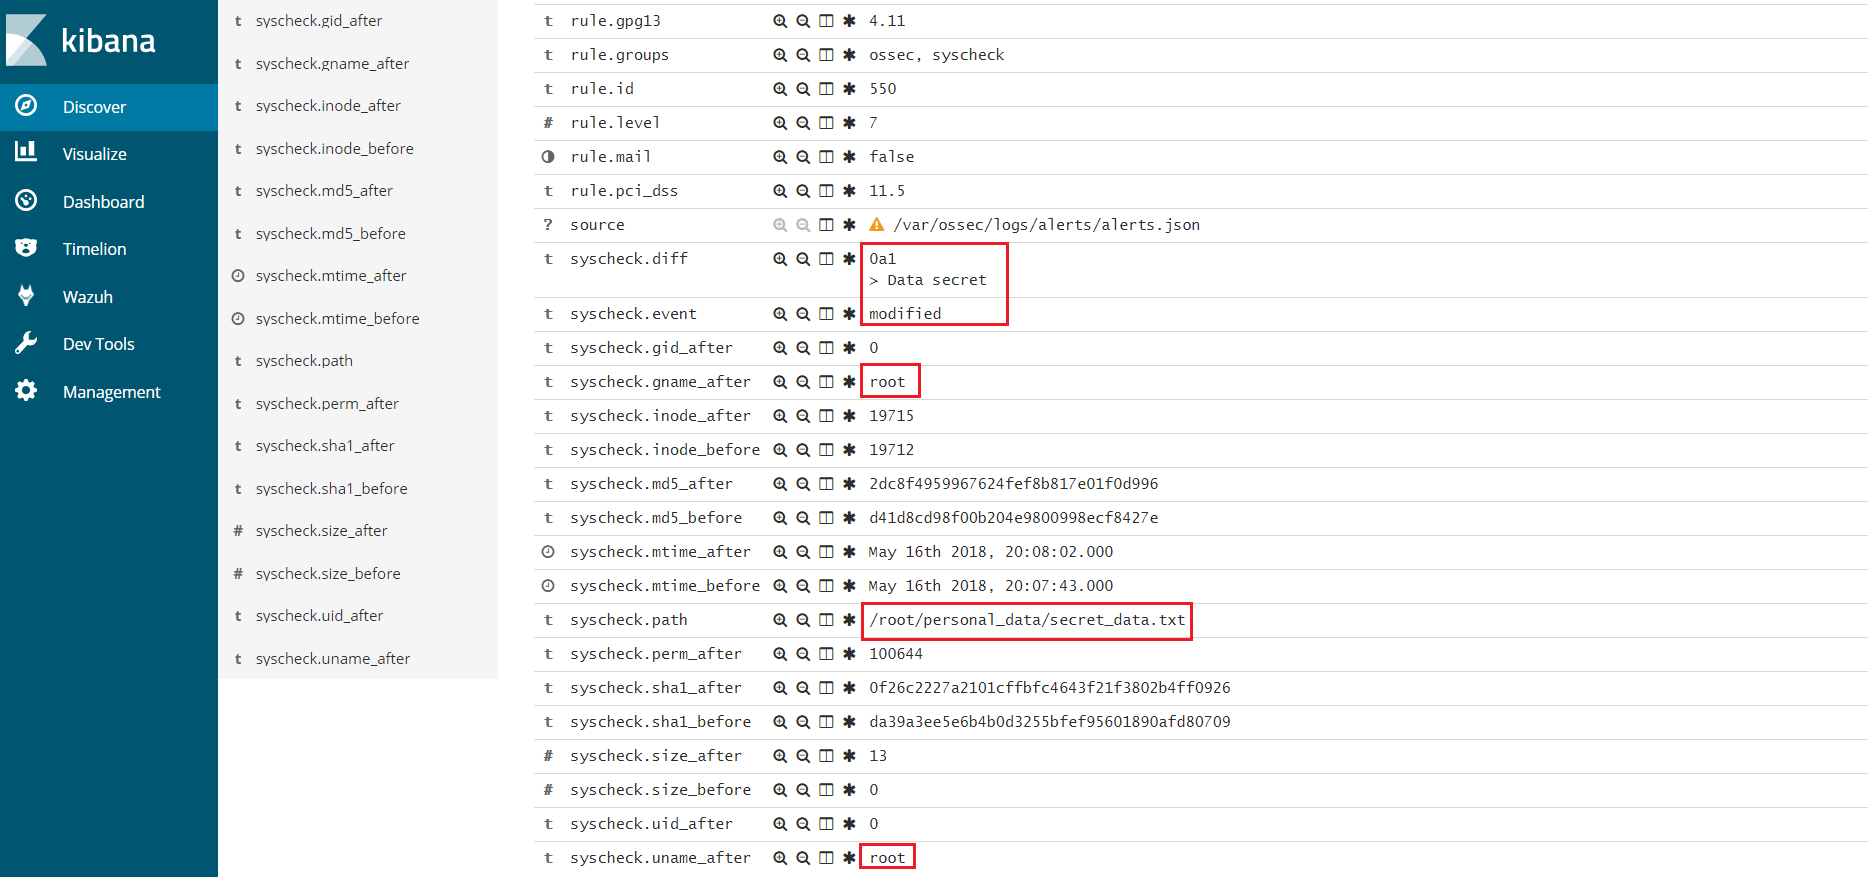 kibana
Discover
Visualize
Dashboard
Timelion
Wazuh
Dev Tools
Management
t syscheck.gid_after
t syscheck.gname_after
t syscheck.inode_after
t syscheck.inode_before
t syscheck.md5_after
t syscheck.md5_before
syscheck.mtime_after
syscheck.mtime_before
t syscheck.path
t syscheck.perm_after
t syscheck.sha1_after
t syscheck.sha1_before
# syscheck.size_after
# syscheck.size_before
t syscheck.uid_after
t syscheck.uname_after
t rule.gpg13 4.11
t rule.groups ossec, syscheck
t rule.id 550
# rule.level 7
rule.mail false
t rule.pci_dss 11.5
? source /var/ossec/logs/alerts/alerts.json
t syscheck.diff 0a1
> Data secret
t syscheck.event modified
t syscheck.gid_after 0
t syscheck.gname_after root
t syscheck.inode_after 19715
t syscheck.inode_before 19712
t syscheck.md5_after 2dc8f4959967624fef8b817e01f0d996
t syscheck.md5_before d41d8cd98f00b204e9800998ecf8427e
syscheck.mtime_after May 16th 2018, 20:08:02.000
syscheck.mtime_before May 16th 2018, 20:07:43.000
t syscheck.path /root/personal_data/secret_data.txt
t syscheck.perm_after 100644
t syscheck.sha1_after 0f26c2227a2101cffbfc4643f21f3802b4ff0926
t syscheck.sha1_before da39a3ee5e6b4b0d3255bfef95601890afd80709
# syscheck.size_after 13
# syscheck.size_before 0
t syscheck.uid_after 0
t syscheck.uname_after root